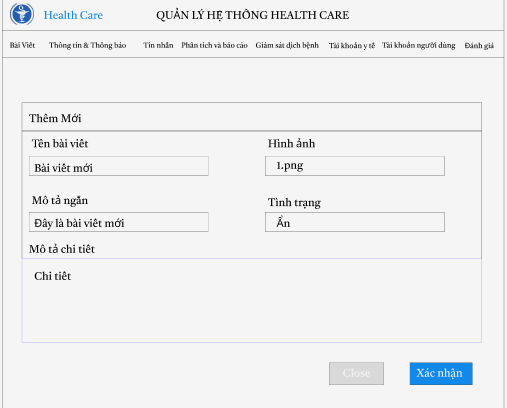 Health Care QUẢN LÝ HỆ THỐNG HEALTH CARE
Bài Viết Thông tin & Thông báo Tin nhắn Phân tích và báo cáo Giám sát dịch bệnh Tài khoản y tế Tài khoản người dùng Đánh giá
Thêm Mới
Tên bài viết Hình ảnh
Bài viết mới 1.png
Mô tả ngắn Tình trạng
Đây là bài viết mới Ẩn
Mô tả chi tiết
Chi tiết
Close Xác nhận